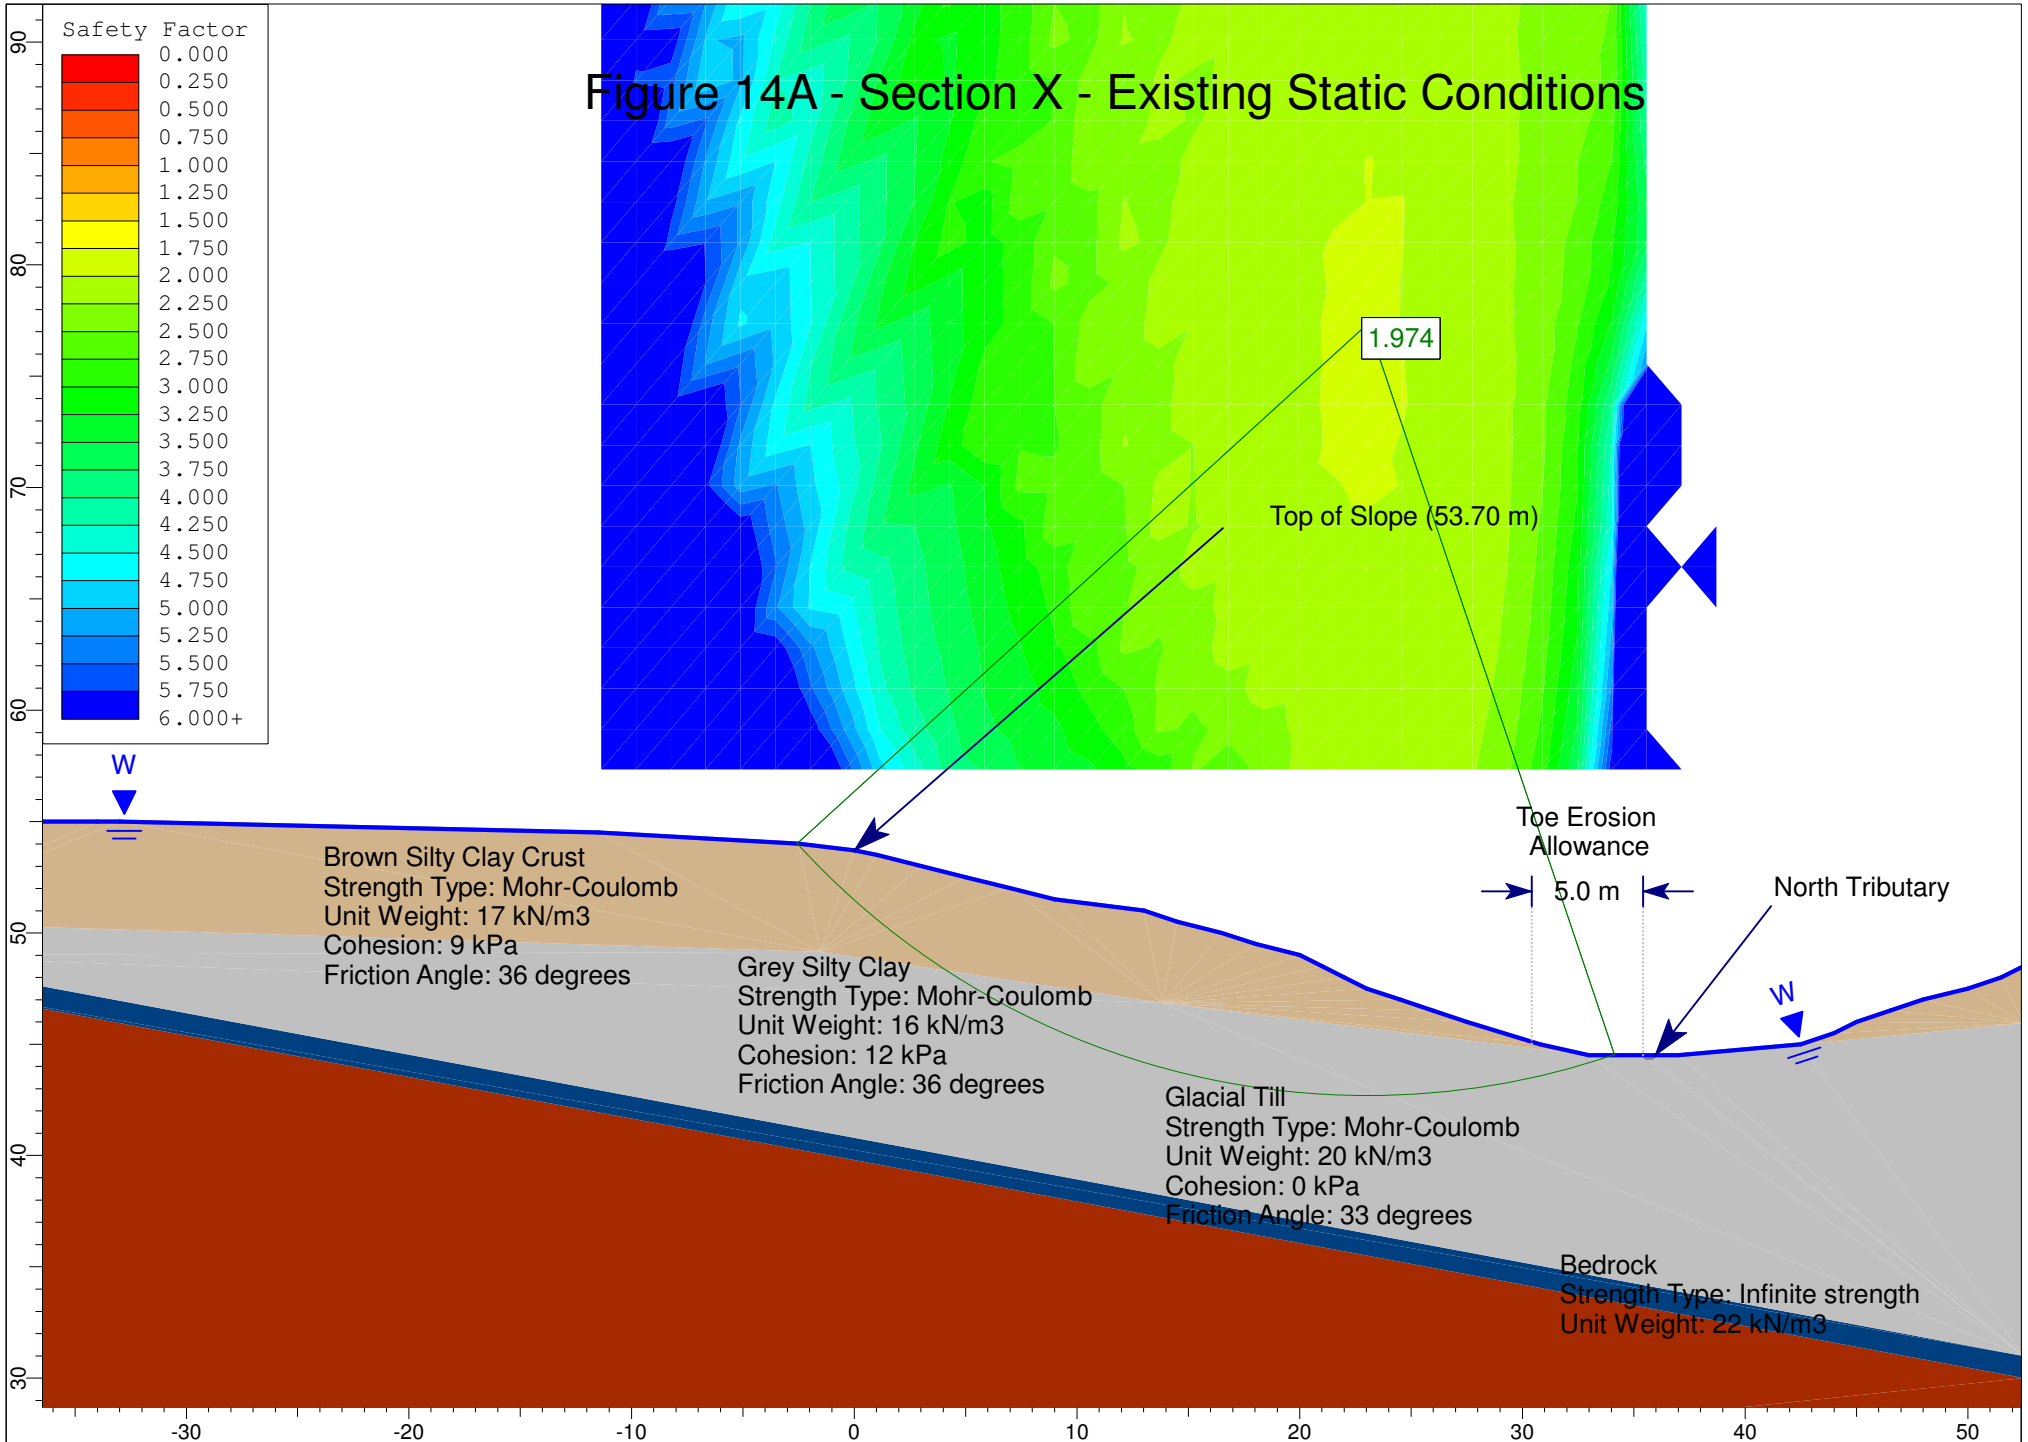 Safety Factor
0.000
0.250
0.500
0.750
1.000
1.250
1.500
1.750
2.000
2.250
2.500
2.750
3.000
3.250
3.500
3.750
4.000
4.250
4.500
4.750
5.000
5.250
5.500
5.750
6.000+
Figure 14A - Section X - Existing Static Conditions
1.974
Top of Slope (53.70 m)
W
Toe Erosion
Allowance
5.0 m
North Tributary
W
Brown Silty Clay Crust
Strength Type: Mohr-Coulomb
Unit Weight: 17 kN/m3
Cohesion: 9 kPa
Friction Angle: 36 degrees
Grey Silty Clay
Strength Type: Mohr-Coulomb
Unit Weight: 16 kN/m3
Cohesion: 12 kPa
Friction Angle: 36 degrees
Glacial Till
Strength Type: Mohr-Coulomb
Unit Weight: 20 kN/m3
Cohesion: 0 kPa
Friction Angle: 33 degrees
Bedrock
Strength Type: Infinite strength
Unit Weight: 22 kN/m3
90
80
70
60
50
40
30
-30
-20
-10
0
10
20
30
40
50